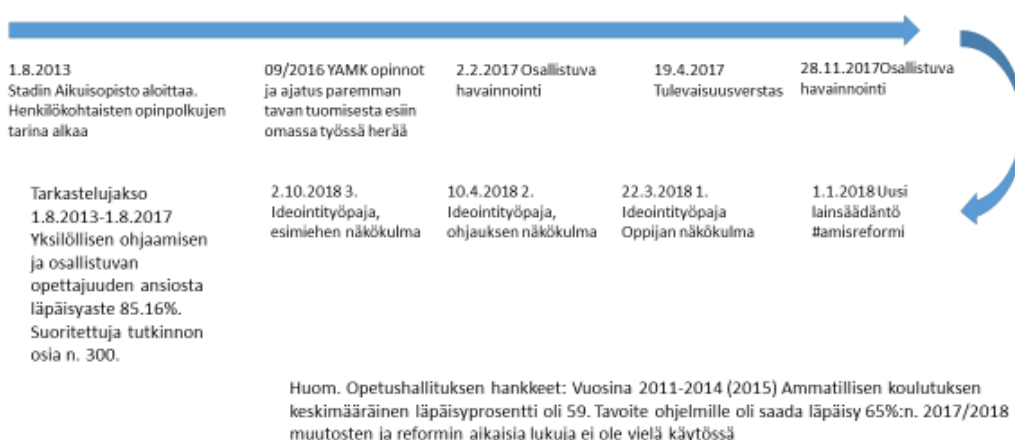 1.8.2013
Stadin Aikuisopisto aloittaa.
Henkilökohtaisten opinpolkujen
tarina alkaa
09/2016 YAMK opinnot
ja ajatus paremman
tavan tuomisesta esiin
omassa työssä herää
2.2.2017 Osallistuva
havainnointi
19.4.2017
Tulevaisuusverstas
28.11.2017Osallistuva
havainnointi
1.1.2018 Uusi
lainsäädäntö
#amisreformi
22.3.2018 1.
Ideointityöpaja
Oppijan näkökulma
10.4.2018 2.
Ideointityöpaja,
ohjauksen näkökulma
2.10.2018 3.
Ideointityöpaja,
esimiehen näkökulma
Tarkastelujakso
1.8.2013-1.8.2017
Yksilöllisen ohjaamisen
ja osallistuvan
opettajuuden ansiosta
läpäisyaste 85.16%.
Suoritettuja tutkinnon
osia n. 300.
Huom. Opetushallituksen hankkeet: Vuosina 2011-2014 (2015) Ammatillisen koulutuksen
keskimääräinen läpäisyprosentti oli 59. Tavoite ohjelmille oli saada läpäisy 65%:n. 2017/2018
muutosten ja reformin aikaisia lukuja ei ole vielä käytössä